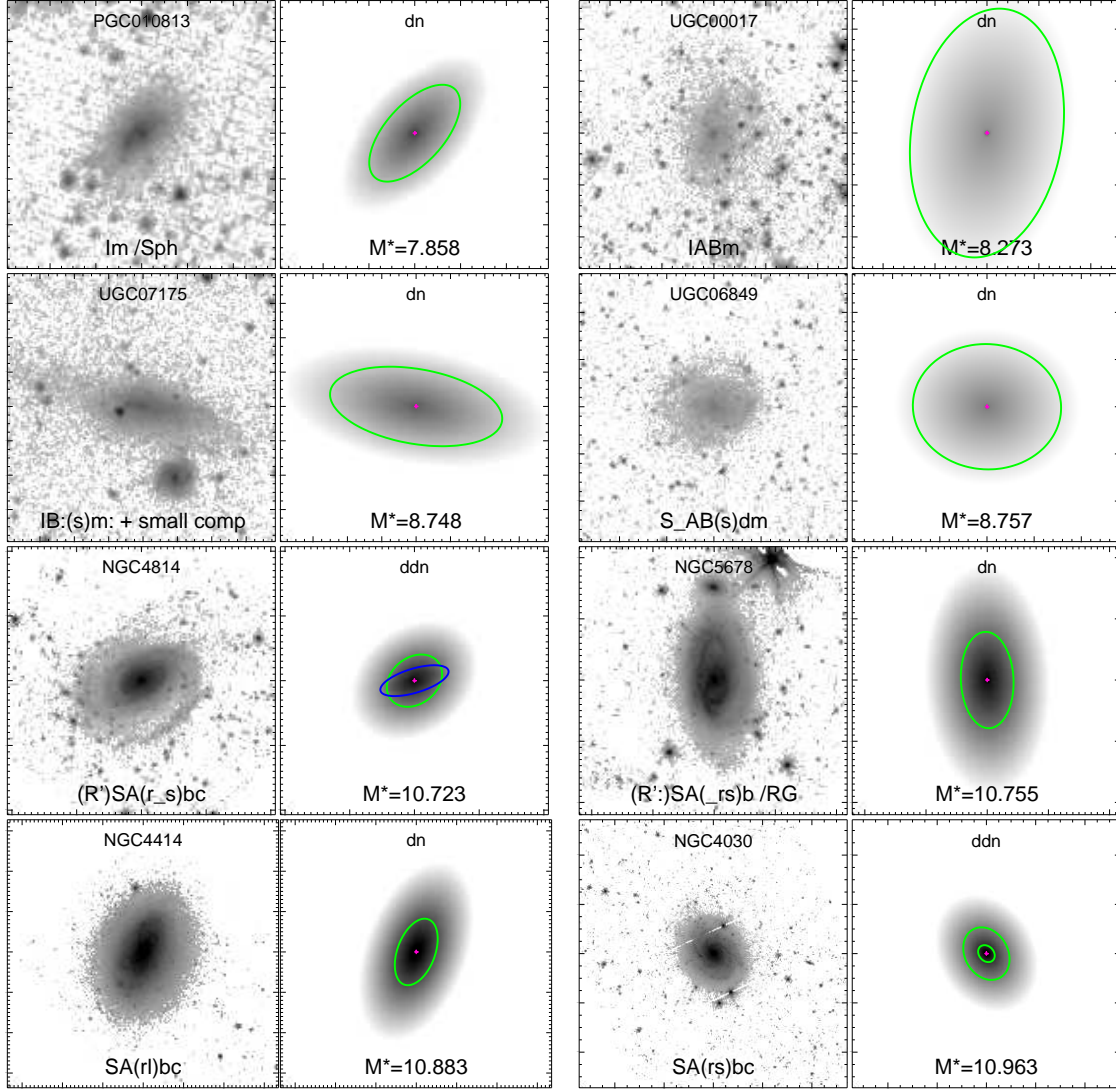 PGC010813
dn
UGC00017
dn
Im /Sph
M*=7.858
IABm
M*=8.273
UGC07175
dn
UGC06849
dn
IB:(s)m: + small comp
M*=8.748
S_AB(s)dm
M*=8.757
NGC4814
ddn
NGC5678
dn
(R')SA(r_s)bc
M*=10.723
(R':)SA(_rs)b /RG
M*=10.755
NGC4414
dn
NGC4030
ddn
SA(rl)bc
M*=10.883
SA(rs)bc
M*=10.963